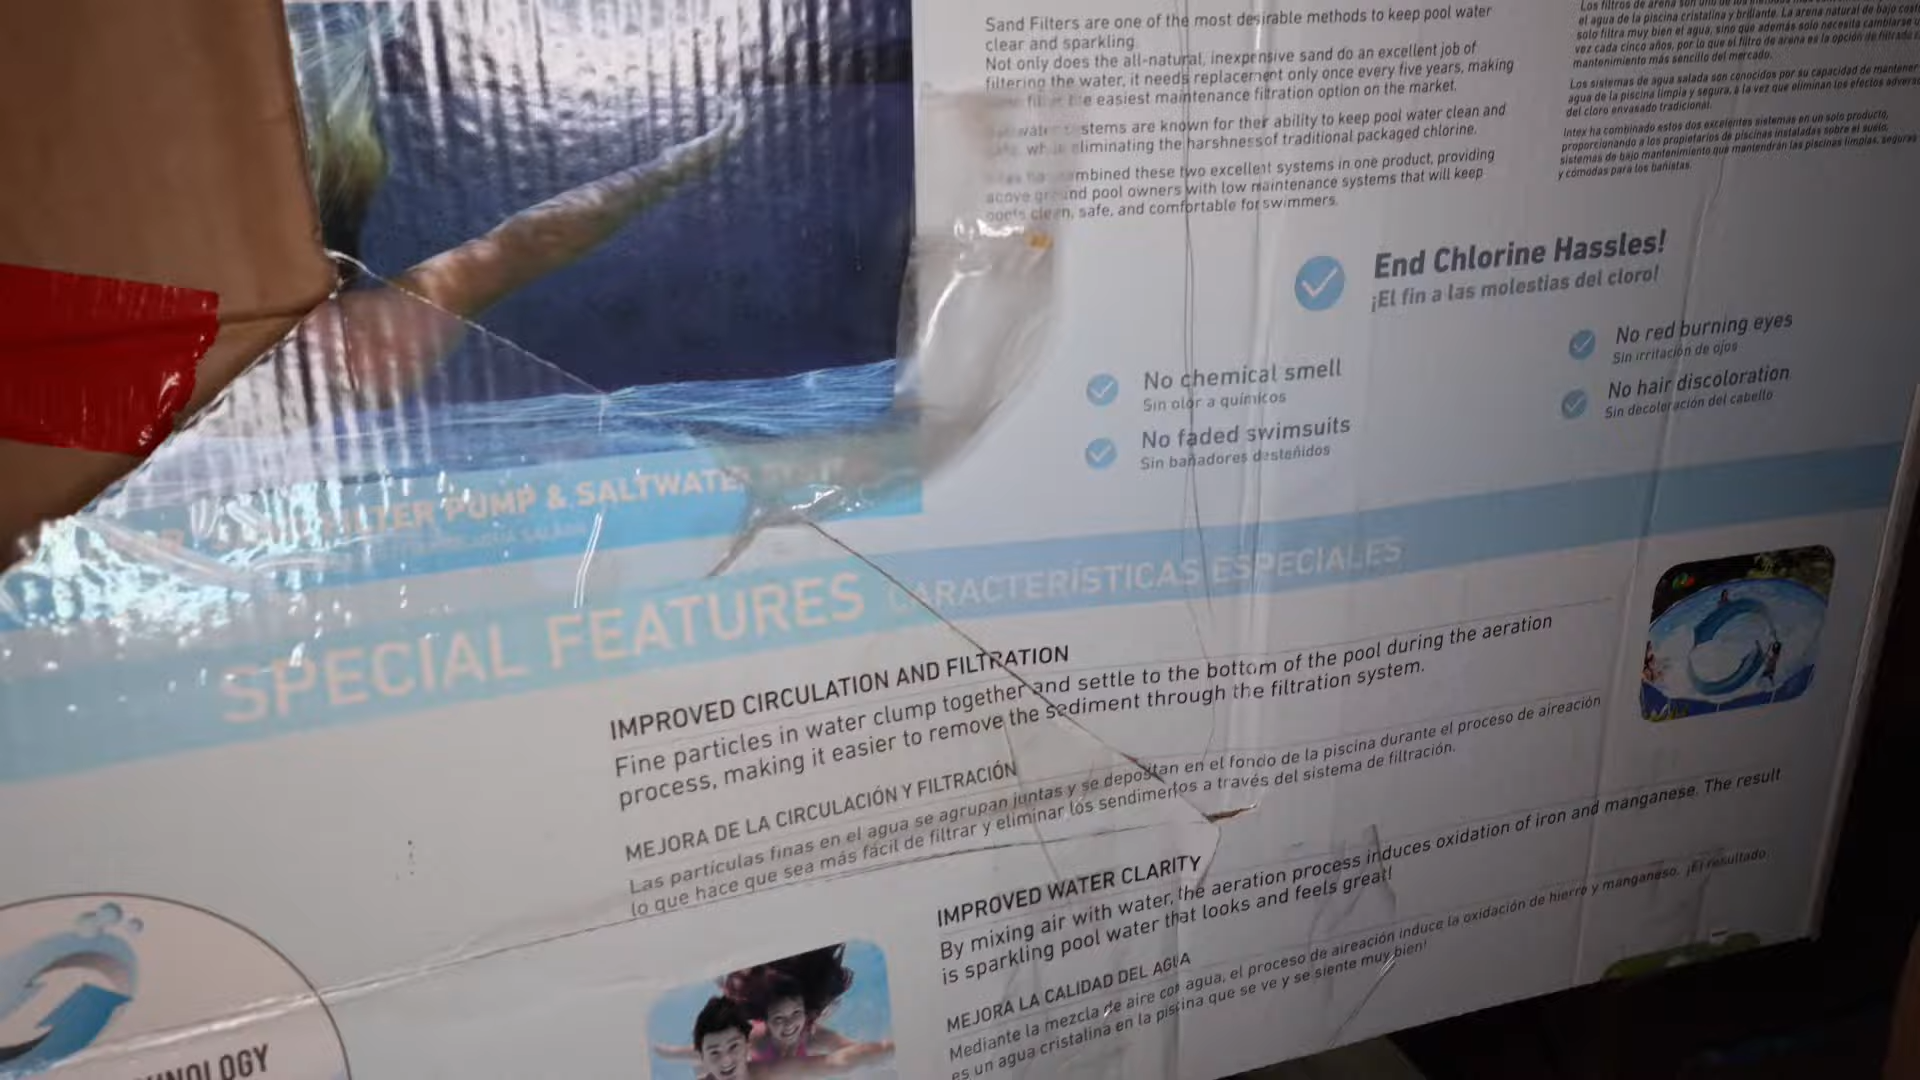 Sand Filters are one of the most desirable methods to keep pool water
clear and sparkling.
Not only does the all-natural, inexpensive sand do an excellent job of
filtering the water, it needs replacement only once every five years, making
easiest maintenance filtration option on the market.
stems are known for their ability to keep pool water clean and
eliminating the harshness of traditional packaged chlorine.
mbined these two excellent systems in one product, providing
above ground pool owners with low maintenance systems that will keep
pools clean, safe, and comfortable for swimmers.
Los filtros de arena son uno de los
el agua de la piscina cristalina y brillante. La arena natural de bajo
solo filtra muy bien el agua, sino que además solo necesita cambiarse
vez cada cinco años, por lo que el filtro de arena es la opción de filtrado
mantenimiento más sencillo del mercado.
Los sistemas de agua salada son conocidos por su capacidad de mantener
agua de la piscina limpia y segura, a la vez que eliminan los efectos
del cloro envasado tradicional.
Intex ha combinado estos dos excelentes sistemas en un solo producto,
proporcionando a los propietarios de piscinas instaladas sobre el suelo,
sistemas de bajo mantenimiento que mantendrán las piscinas limpias, seguras
y cómodas para los bañistas.
End Chlorine Hassles!
¡El fin a las molestias del cloro!
No chemical smell
Sin olor a químicos
No faded swimsuits
Sin bañadores desteñidos
No red burning eyes
Sin irritación de ojos
No hair discoloration
Sin decoloración del cabello
FILTER PUMP & SALTWATE
SPECIAL FEATURES CARACTERÍSTICAS ESPECIALES
IMPROVED CIRCULATION AND FILTRATION
Fine particles in water clump together and settle to the bottom of the pool during the aeration
process, making it easier to remove the sediment through the filtration system.
MEJORA DE LA CIRCULACIÓN Y FILTRACIÓN
Las partículas finas en el agua se agrupan juntas y se depositan en el fondo de la piscina durante el proceso de aireación
lo que hace que sea más fácil de filtrar y eliminar los sendimentos a través del sistema de filtración.
IMPROVED WATER CLARITY
By mixing air with water, the aeration process induces oxidation of iron and manganese. The result
is sparkling pool water that looks and feels great!
MEJORA LA CALIDAD DEL AGUA
Mediante la mezcla de aire con agua, el proceso de aireación induce la oxidación de hierro y manganeso. ¡El resultado,
es un agua cristalina en la piscina que se ve y se siente muy bien!
NOLOGY